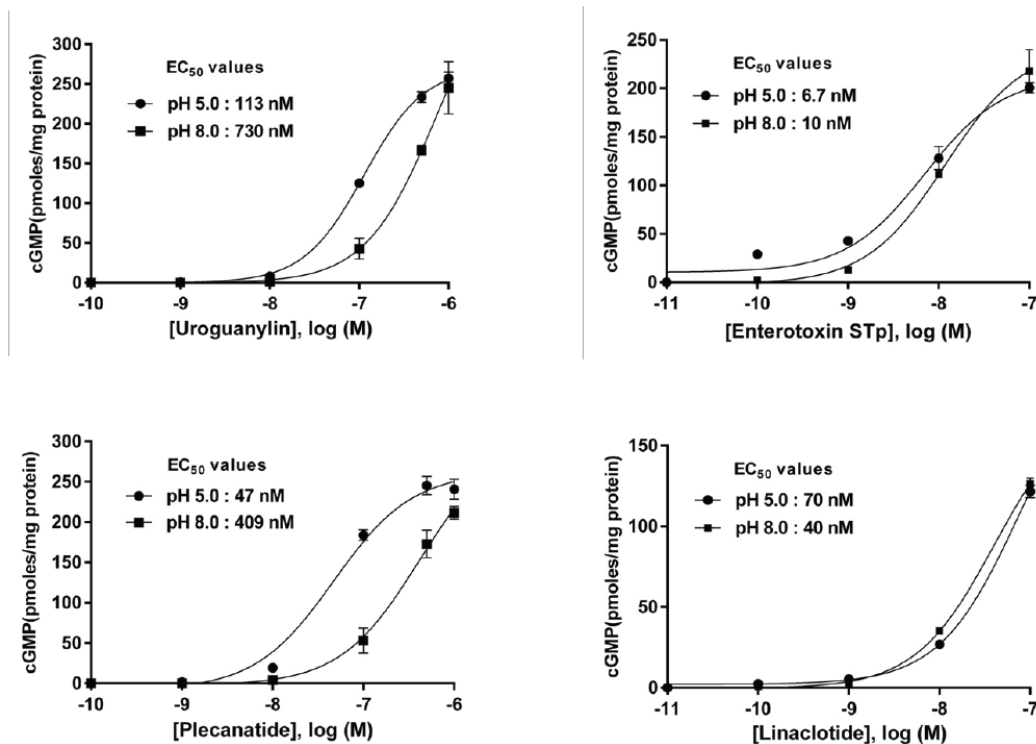 300
250
200
150
100
50
0
cGMP(pmoles/mg protein)
EC50 values
pH 5.0 : 113 nM
pH 8.0 : 730 nM
-10 -9 -8 -7 -6
[Uroguanylin], log (M)
250
200
150
100
50
0
cGMP(pmoles/mg protein)
EC50 values
pH 5.0 : 6.7 nM
pH 8.0 : 10 nM
-11 -10 -9 -8 -7
[Enterotoxin STp], log (M)
300
250
200
150
100
50
0
cGMP(pmoles/mg protein)
EC50 values
pH 5.0 : 47 nM
pH 8.0 : 409 nM
-10 -9 -8 -7 -6
[Plecanatide], log (M)
150
100
50
0
cGMP(pmoles/mg protein)
EC50 values
pH 5.0 : 70 nM
pH 8.0 : 40 nM
-11 -10 -9 -8 -7
[Linaclotide], log (M)